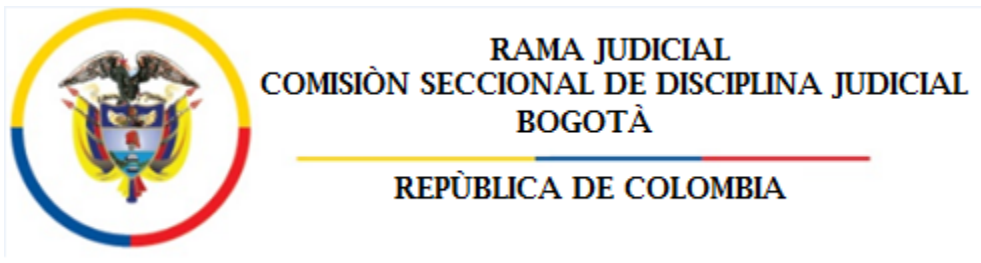 RAMA JUDICIAL
COMISIÒN SECCIONAL DE DISCIPLINA JUDICIAL
BOGOTÀ
REPÙBLICA DE COLOMBIA